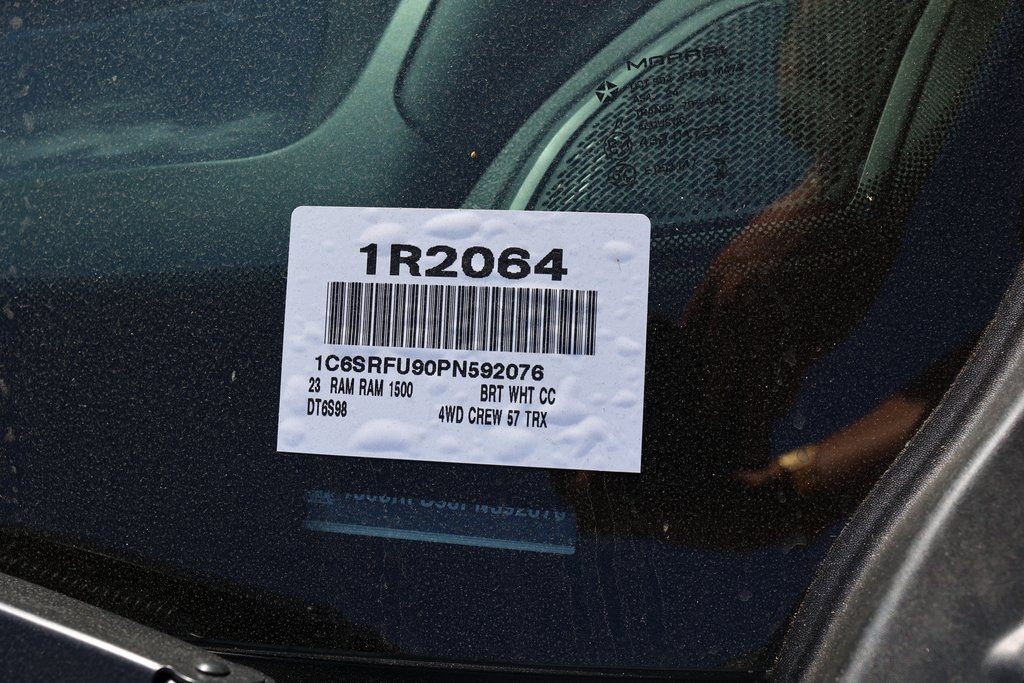 MOPAR
1R2064
1C6SRFU90PN592076
23 RAM RAM 1500 BRT WHT CC
DT6S98 4WD CREW 57 TRX